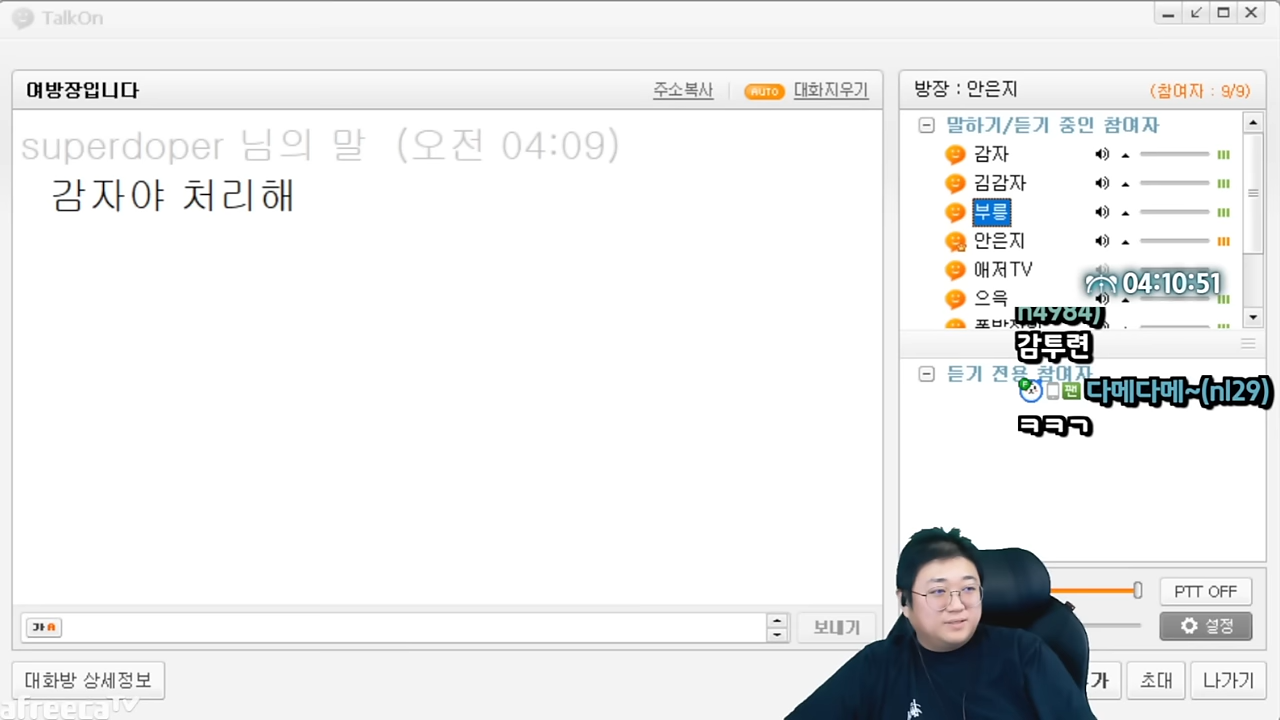 TalkOn
여방장입니다
주소복사
AUTO
대화지우기
superdoper 님의 말 (오전 04:09)
감자야 처리해
방장 : 안은지
(참여자 : 9/9)
말하기/듣기 중인 참여자
감자
김감자
부릉
안은지
애저TV
으윽
04:10:51
n4984)
감투련
듣기 전용 참여자
F 팬 다메다메~(nl29)
ㅋㅋㄱ
가A
보내기
PTT OFF
설정
대화방 상세정보
가
초대
나가기
afreecaTV